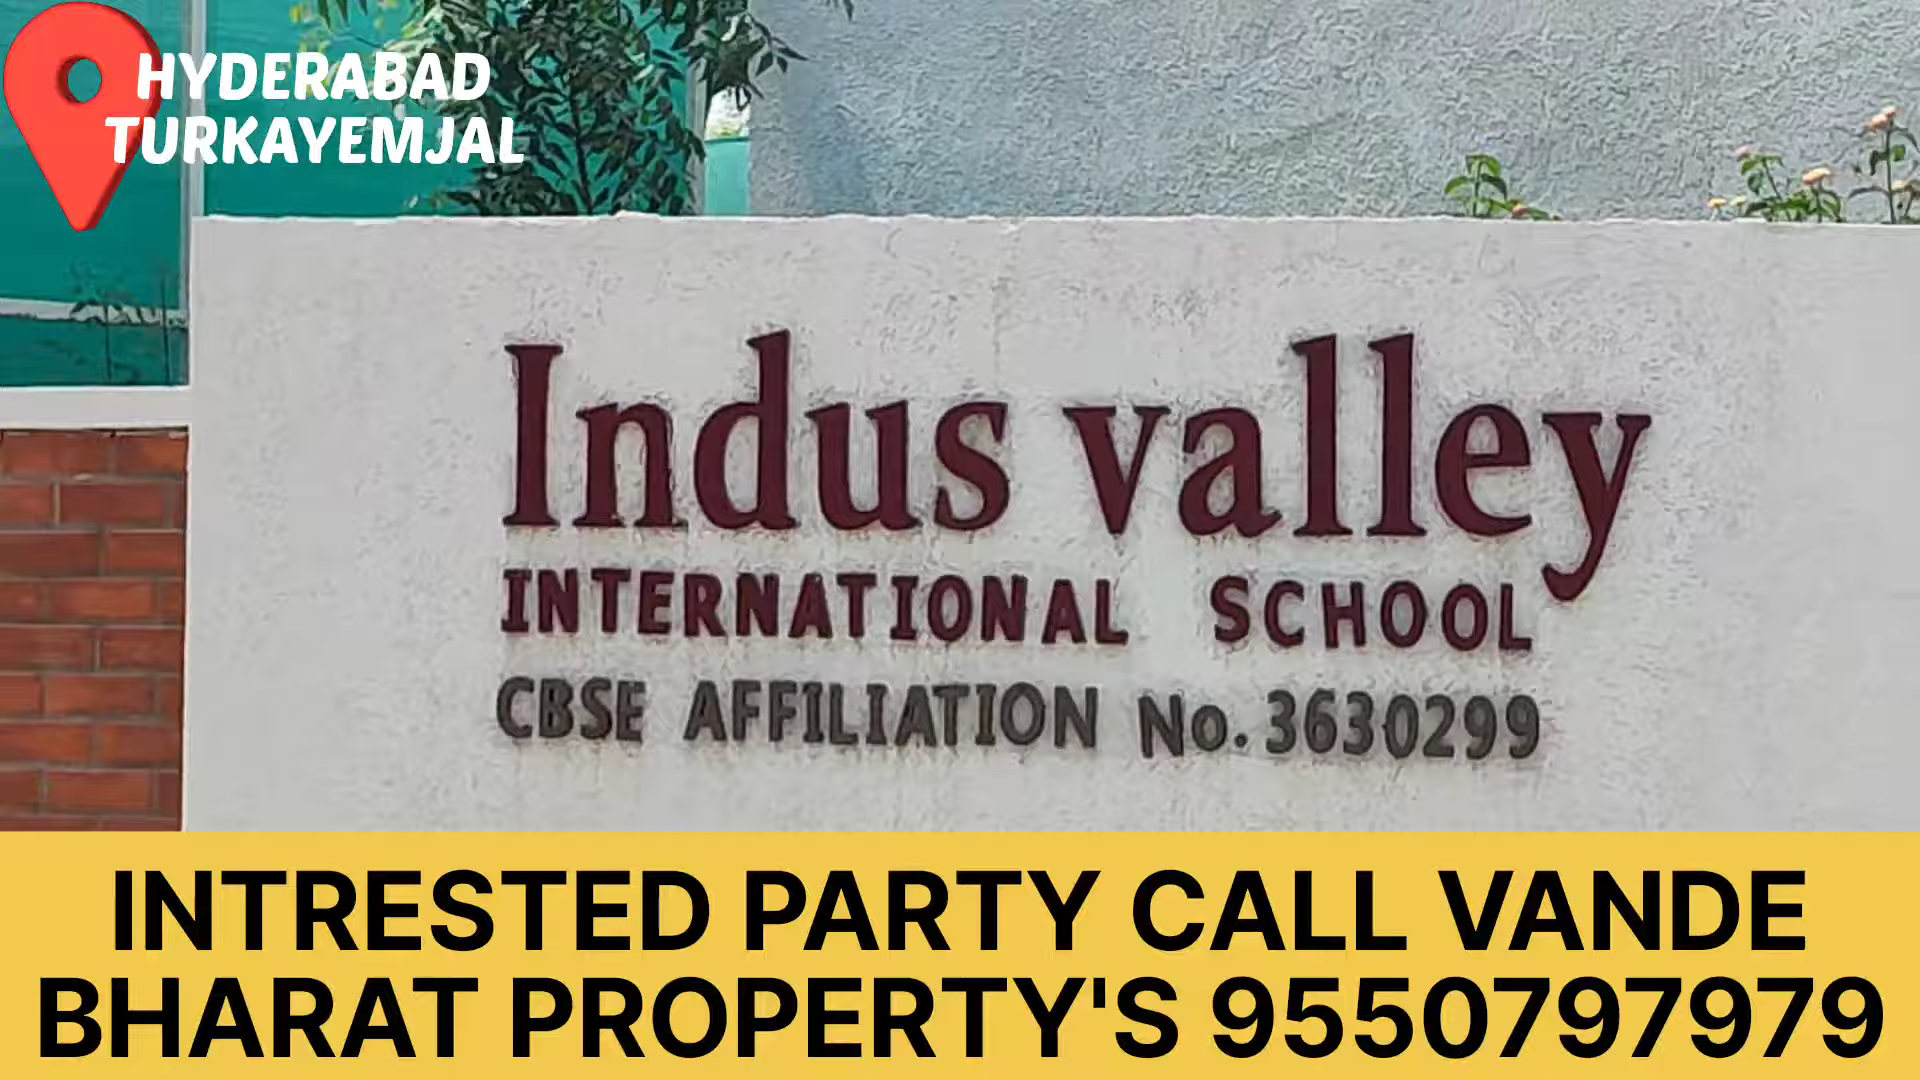 HYDERABAD
TURKAYEMJAL
Indus valley
INTERNATIONAL SCHOOL
CBSE AFFILIATION No. 3630299
INTRESTED PARTY CALL VANDE
BHARAT PROPERTY'S 9550797979